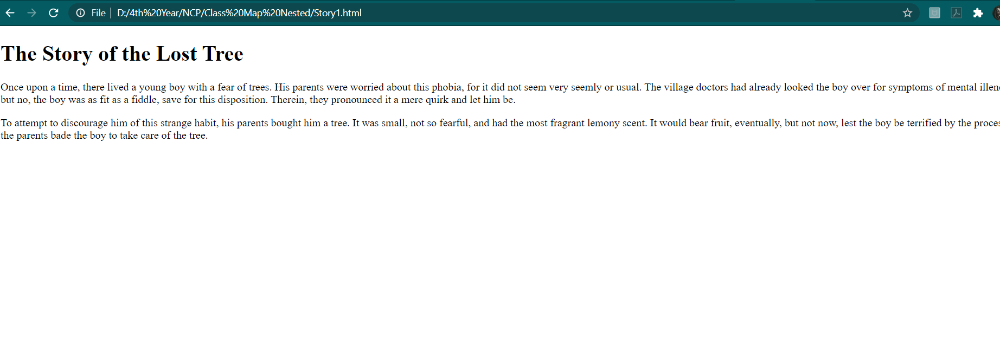 File D:/4th%20Year/NCP/Class%20Map%20Nested/Story1.html
The Story of the Lost Tree
Once upon a time, there lived a young boy with a fear of trees. His parents were worried about this phobia, for it did not seem very seemly or usual. The village doctors had already looked the boy over for symptoms of mental
but no, the boy was as fit as a fiddle, save for this disposition. Therein, they pronounced it a mere quirk and let him be.
To attempt to discourage him of this strange habit, his parents bought him a tree. It was small, not so fearful, and had the most fragrant lemony scent. It would bear fruit, eventually, but not now, lest the boy be terrified by the
the parents bade the boy to take care of the tree.